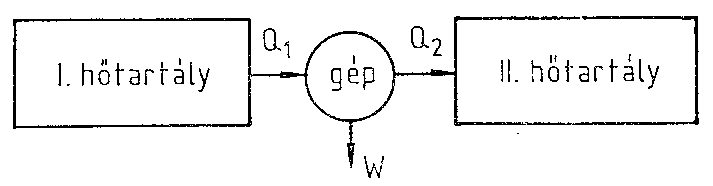 I. hőtartály
Q₁
gép
Q₂
II. hőtartály
W